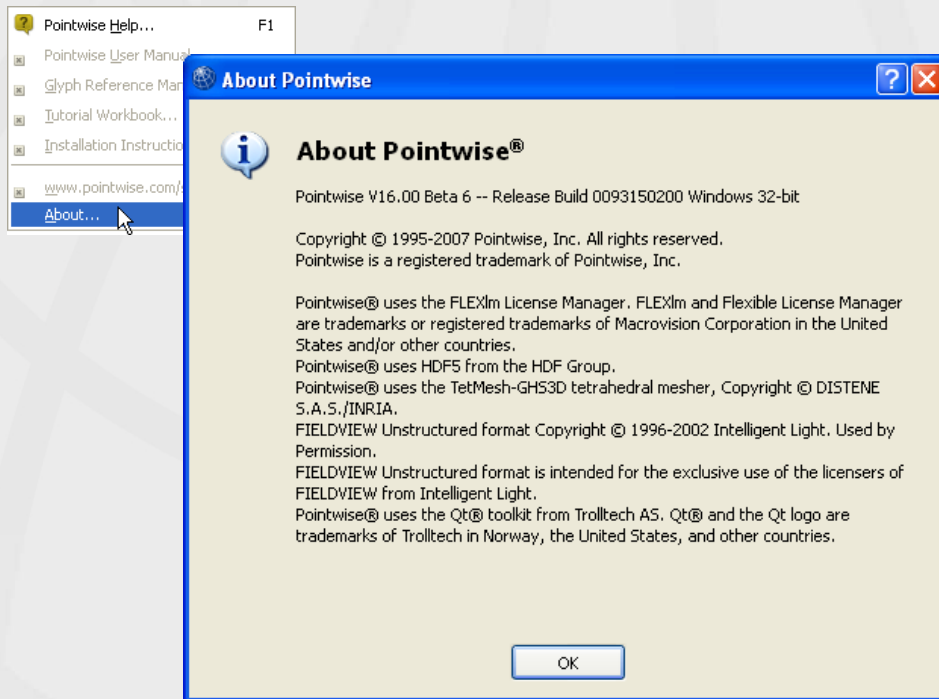 Pointwise Help... F1
Pointwise User Manual
Glyph Reference Man
Tutorial Workbook...
Installation Instructio
www.pointwise.com/s
About...
About Pointwise
About Pointwise®
Pointwise V16.00 Beta 6 -- Release Build 0093150200 Windows 32-bit
Copyright © 1995-2007 Pointwise, Inc. All rights reserved.
Pointwise is a registered trademark of Pointwise, Inc.
Pointwise® uses the FLEXlm License Manager. FLEXlm and Flexible License Manager
are trademarks or registered trademarks of Macrovision Corporation in the United
States and/or other countries.
Pointwise® uses HDF5 from the HDF Group.
Pointwise® uses the TetMesh-GHS3D tetrahedral mesher, Copyright © DISTENE
S.A.S./INRIA.
FIELDVIEW Unstructured format Copyright © 1996-2002 Intelligent Light. Used by
Permission.
FIELDVIEW Unstructured format is intended for the exclusive use of the licensers of
FIELDVIEW from Intelligent Light.
Pointwise® uses the Qt® toolkit from Trolltech AS. Qt® and the Qt logo are
trademarks of Trolltech in Norway, the United States, and other countries.
OK